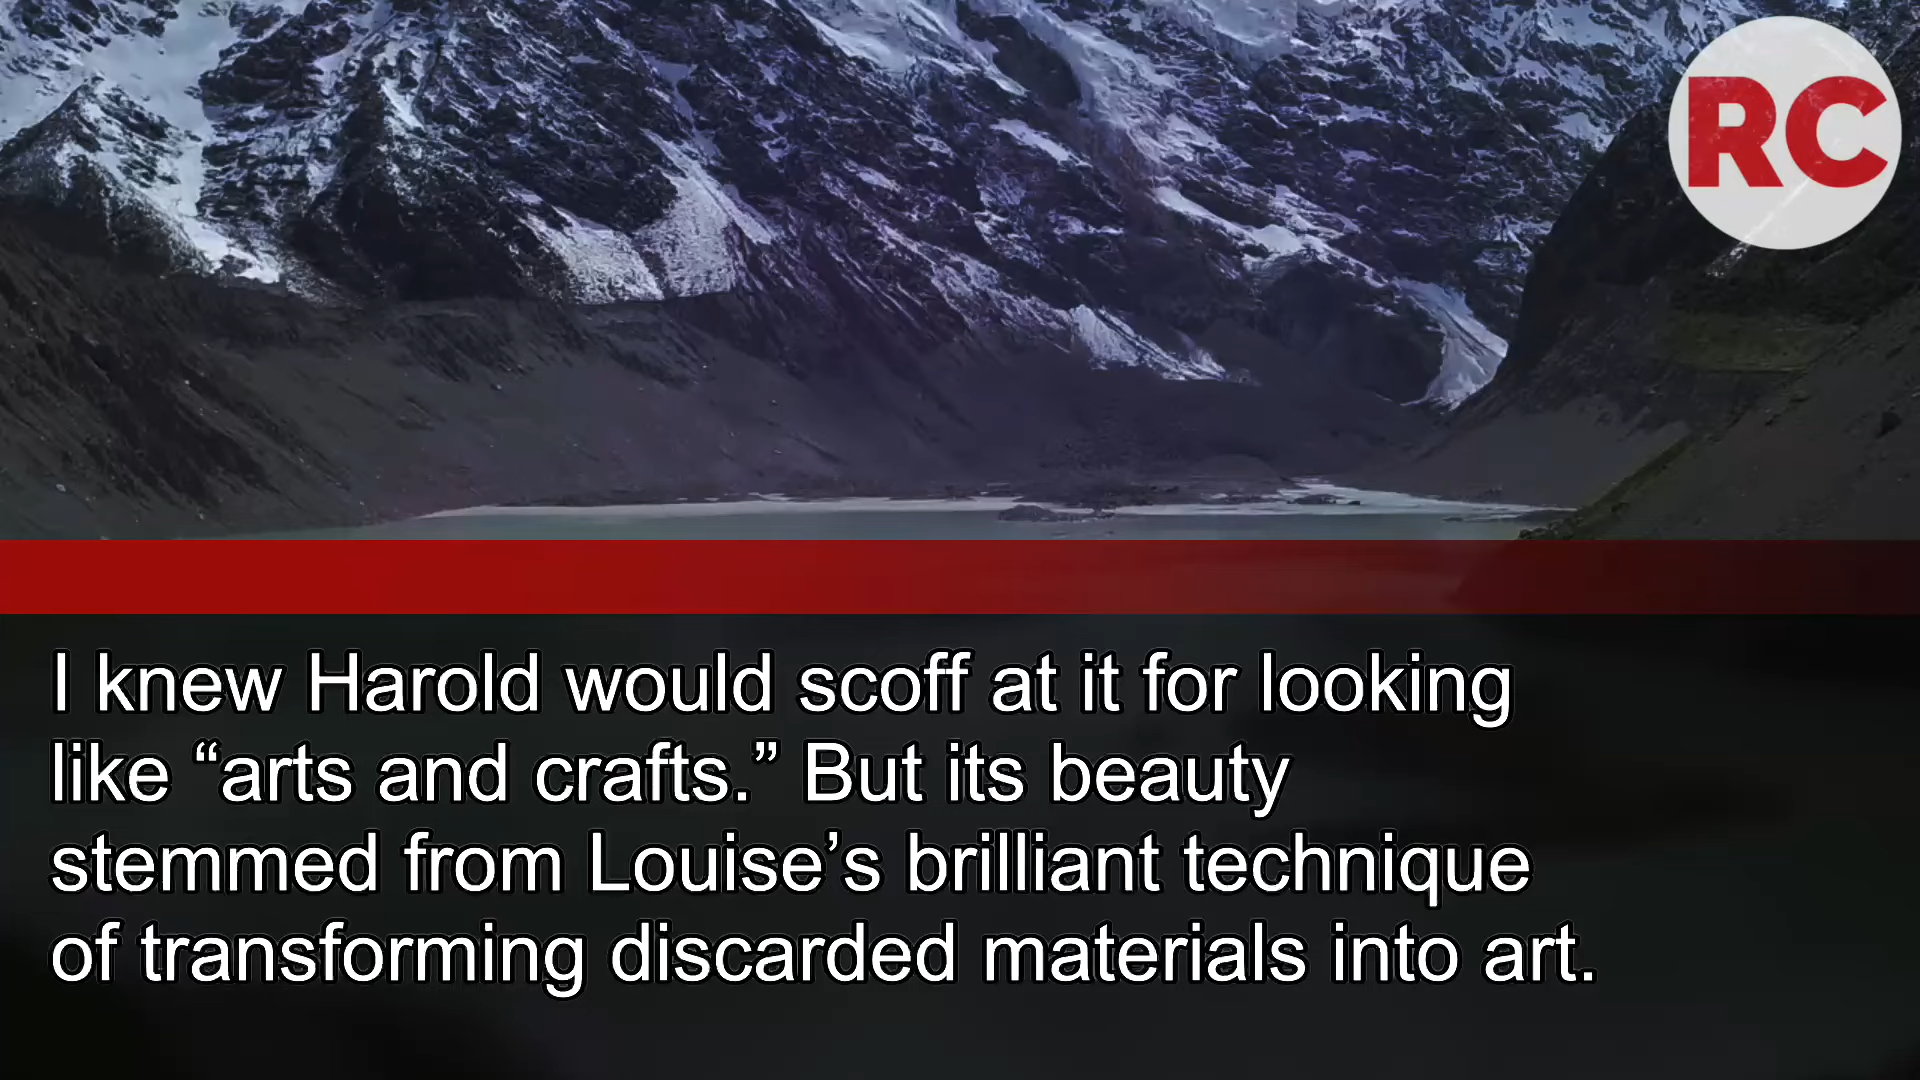 RC
I knew Harold would scoff at it for looking
like “arts and crafts.” But its beauty
stemmed from Louise’s brilliant technique
of transforming discarded materials into art.